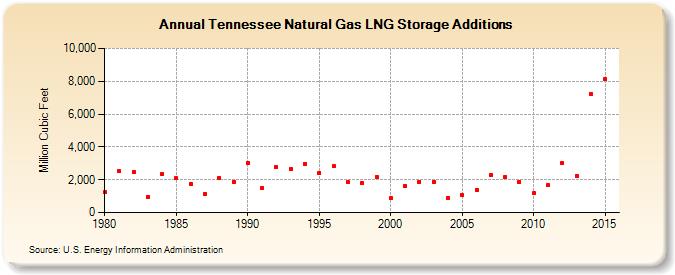 Annual Tennessee Natural Gas LNG Storage Additions
Million Cubic Feet
10,000
8,000
6,000
4,000
2,000
0
1980 1985 1990 1995 2000 2005 2010 2015
Source: U.S. Energy Information Administration